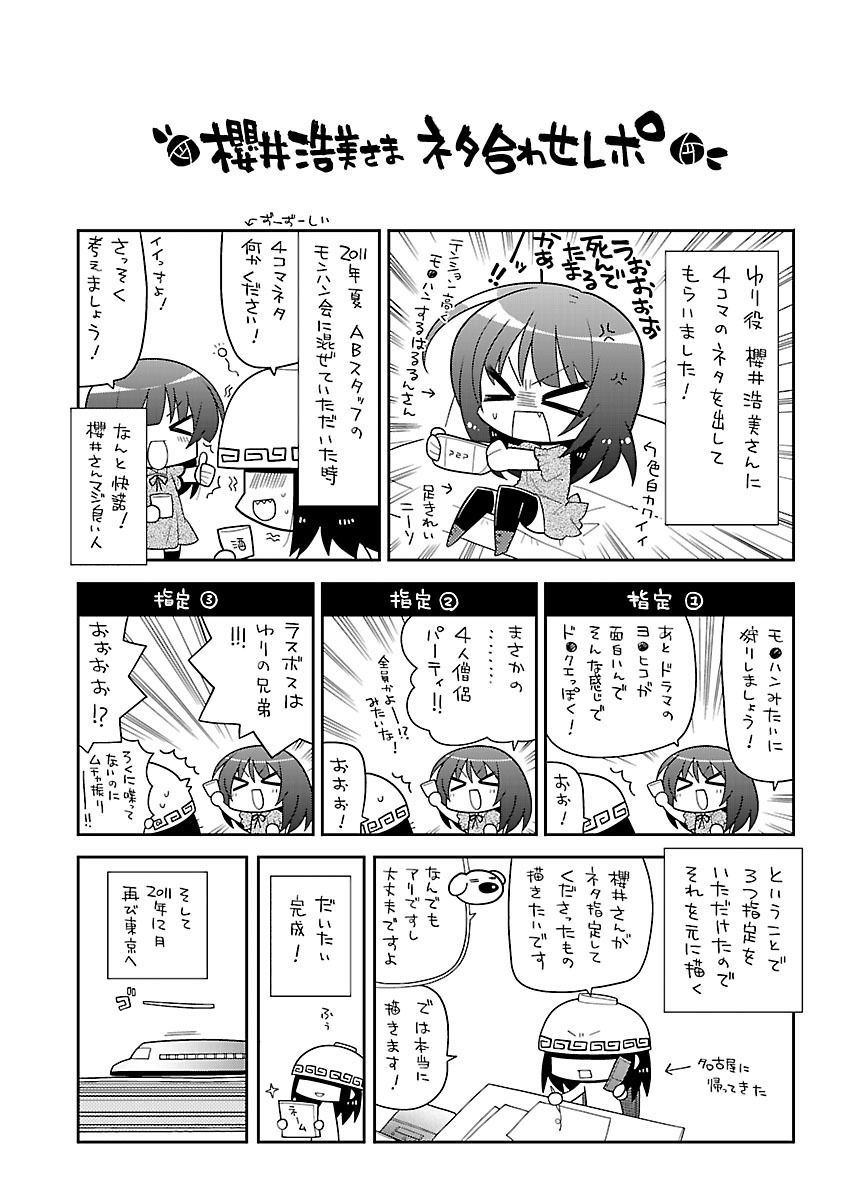 櫻井浩美さま ネタ合わせレポ
ゆり役 櫻井浩美さんに
4コマのネタを出して
もらいました!
うおおおお
死んで
たまる
かぁー
!!
テンション高く
モ●ハンするはるるんさん
色白カワイイ
PSP
足きれい
ニーソ
2011年夏 ABスタッフの
モンハン会に混ぜていただいた時
←ずーずーしい
4コマネタ
何かください!
酒
イイっすよ!
さっそく
考えましょう!
なんと快諾!
櫻井さんマジ良い人
指定①
モ●ハンみたいに
狩りしましょう!
あとドラマの
ヨ●ヒコが
面白いんで
そんな感じで
ド●クエっぽく!
おお!
指定②
まさかの
………
4人僧侶
パーティ!!
全員かよー!?
みたいな!
おおお!
指定③
ラスボスは
ゆりの兄弟
!!!
おおおお!?
ろくに喋って
ないのに
ムチャ振りーー!!
ということで
3つ指定を
いただけたので
それを元に描く
櫻井さんが
ネタ指定して
くださったもの
描きたいです
なんでも
アリですし
大丈夫ですよ
では本当に
描きます!
←名古屋に
帰ってきた
だいたい
完成!
ふぅ
ネーム
そして
2011年12月
再び東京へ
ゴー